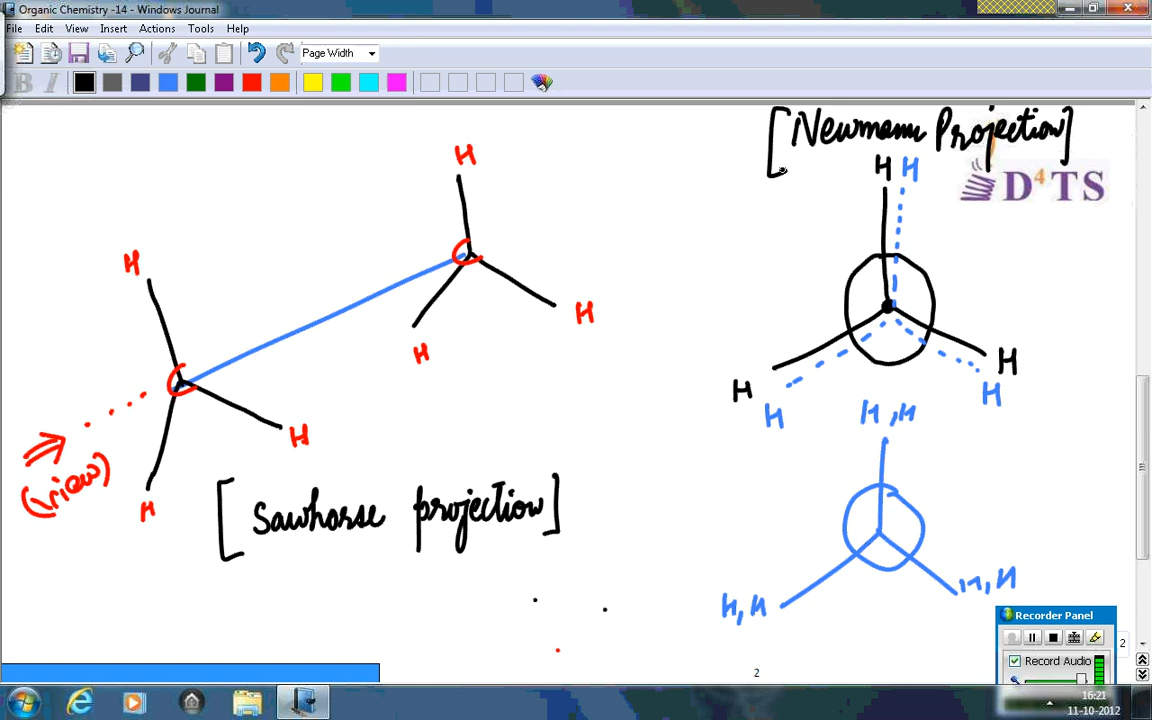 Organic Chemistry -14 - Windows Journal
File Edit View Insert Actions Tools Help
Page Width
B I
[Newmann Projection]
D4TS
H H
H
H
H
H
H
H
H
H
H
H
H
H, H
(view)
H
[Sawhorse projection]
H, H
H, H
Recorder Panel
Record Audio
2
2
16:21
11-10-2012